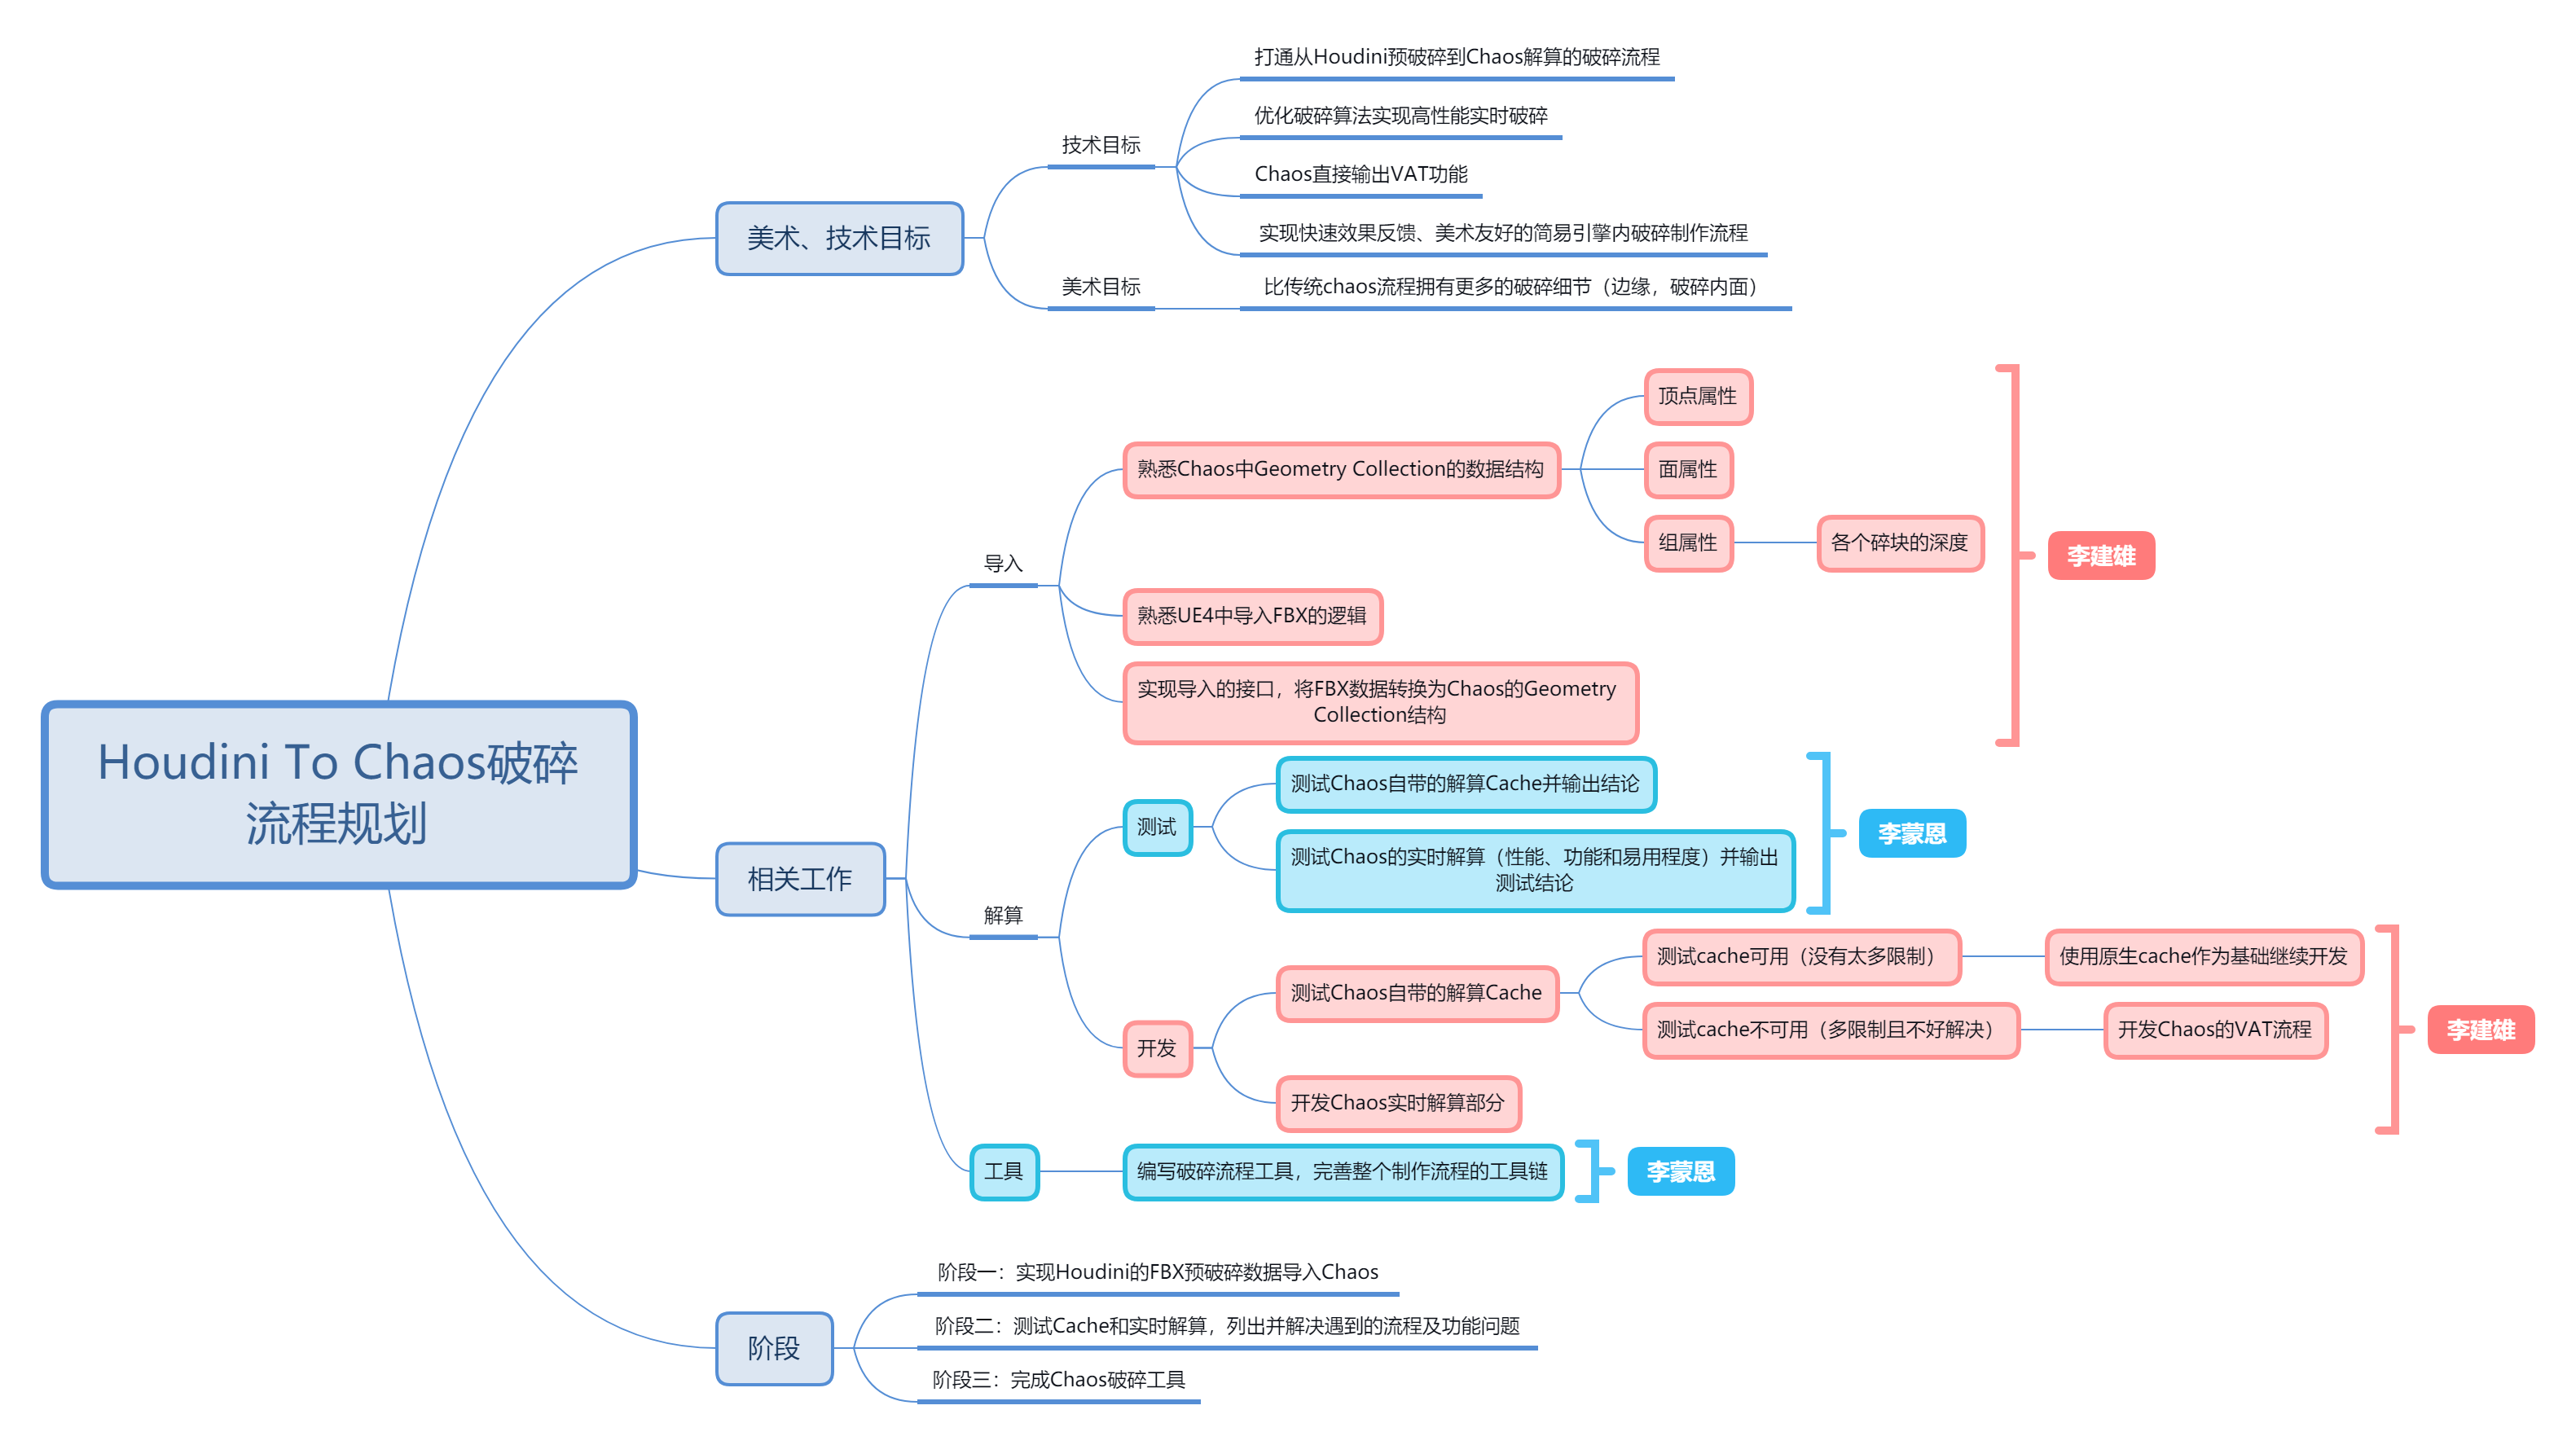 Houdini To Chaos破碎
流程规划
美术、技术目标
技术目标
打通从Houdini预破碎到Chaos解算的破碎流程
优化破碎算法实现高性能实时破碎
Chaos直接输出VAT功能
实现快速效果反馈、美术友好的简易引擎内破碎制作流程
美术目标
比传统chaos流程拥有更多的破碎细节（边缘，破碎内面）
相关工作
导入
熟悉Chaos中Geometry Collection的数据结构
顶点属性
面属性
组属性
各个碎块的深度
熟悉UE4中导入FBX的逻辑
实现导入的接口，将FBX数据转换为Chaos的Geometry
Collection结构
李建雄
解算
测试
测试Chaos自带的解算Cache并输出结论
测试Chaos的实时解算（性能、功能和易用程度）并输出
测试结论
李蒙恩
开发
测试Chaos自带的解算Cache
测试cache可用（没有太多限制）
使用原生cache作为基础继续开发
测试cache不可用（多限制且不好解决）
开发Chaos的VAT流程
开发Chaos实时解算部分
李建雄
工具
编写破碎流程工具，完善整个制作流程的工具链
李蒙恩
阶段
阶段一：实现Houdini的FBX预破碎数据导入Chaos
阶段二：测试Cache和实时解算，列出并解决遇到的流程及功能问题
阶段三：完成Chaos破碎工具